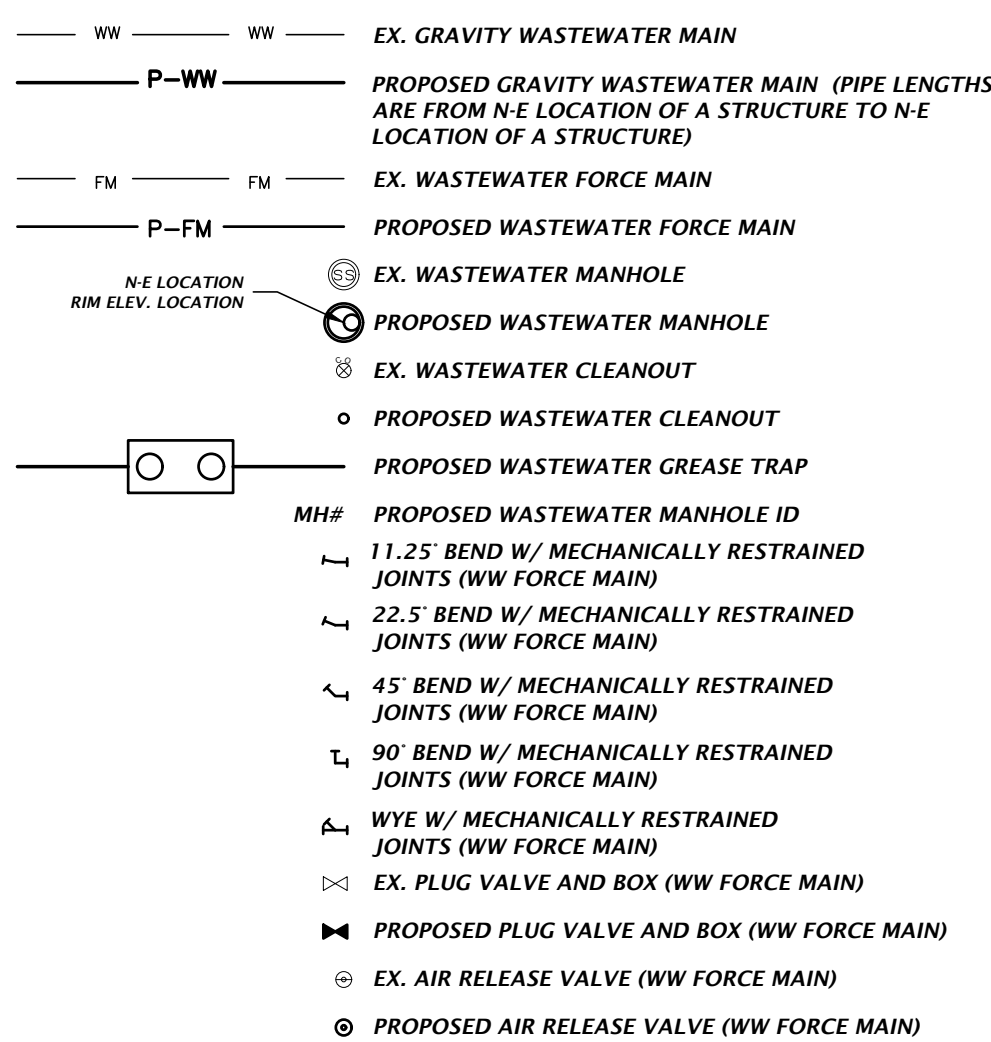 WW WW EX. GRAVITY WASTEWATER MAIN
P-WW PROPOSED GRAVITY WASTEWATER MAIN (PIPE LENGTHS
ARE FROM N-E LOCATION OF A STRUCTURE TO N-E
LOCATION OF A STRUCTURE)
FM FM EX. WASTEWATER FORCE MAIN
P-FM PROPOSED WASTEWATER FORCE MAIN
SS EX. WASTEWATER MANHOLE
N-E LOCATION
RIM ELEV. LOCATION
PROPOSED WASTEWATER MANHOLE
EX. WASTEWATER CLEANOUT
PROPOSED WASTEWATER CLEANOUT
PROPOSED WASTEWATER GREASE TRAP
MH# PROPOSED WASTEWATER MANHOLE ID
11.25° BEND W/ MECHANICALLY RESTRAINED
JOINTS (WW FORCE MAIN)
22.5° BEND W/ MECHANICALLY RESTRAINED
JOINTS (WW FORCE MAIN)
45° BEND W/ MECHANICALLY RESTRAINED
JOINTS (WW FORCE MAIN)
90° BEND W/ MECHANICALLY RESTRAINED
JOINTS (WW FORCE MAIN)
WYE W/ MECHANICALLY RESTRAINED
JOINTS (WW FORCE MAIN)
EX. PLUG VALVE AND BOX (WW FORCE MAIN)
PROPOSED PLUG VALVE AND BOX (WW FORCE MAIN)
EX. AIR RELEASE VALVE (WW FORCE MAIN)
PROPOSED AIR RELEASE VALVE (WW FORCE MAIN)